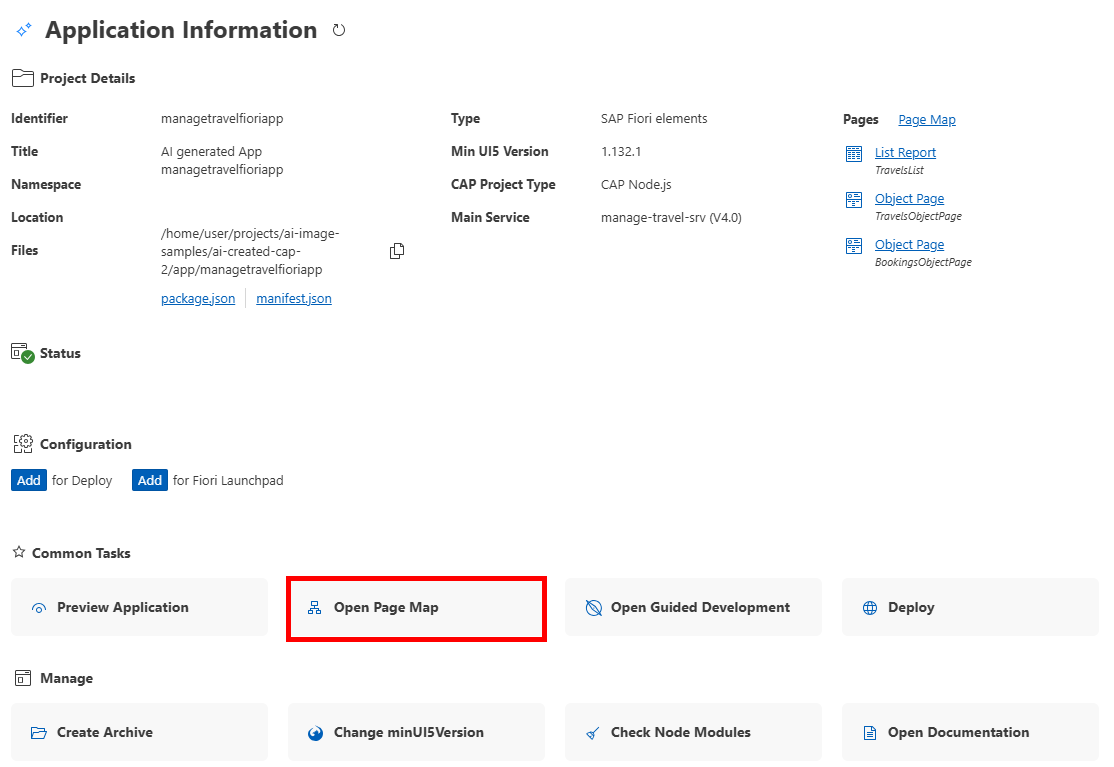 Application Information
Project Details
Identifier
managetravelfioriapp
Title
AI generated App
managetravelfioriapp
Namespace
Location
/home/user/projects/ai-image-
samples/ai-created-cap-
2/app/managetravelfioriapp
Files
package.json
manifest.json
Type
SAP Fiori elements
Min UI5 Version
1.132.1
CAP Project Type
CAP Node.js
Main Service
manage-travel-srv (V4.0)
Pages
Page Map
List Report
TravelsList
Object Page
TravelsObjectPage
Object Page
BookingsObjectPage
Status
Configuration
Add for Deploy
Add for Fiori Launchpad
Common Tasks
Preview Application
Open Page Map
Open Guided Development
Deploy
Manage
Create Archive
Change minUI5Version
Check Node Modules
Open Documentation